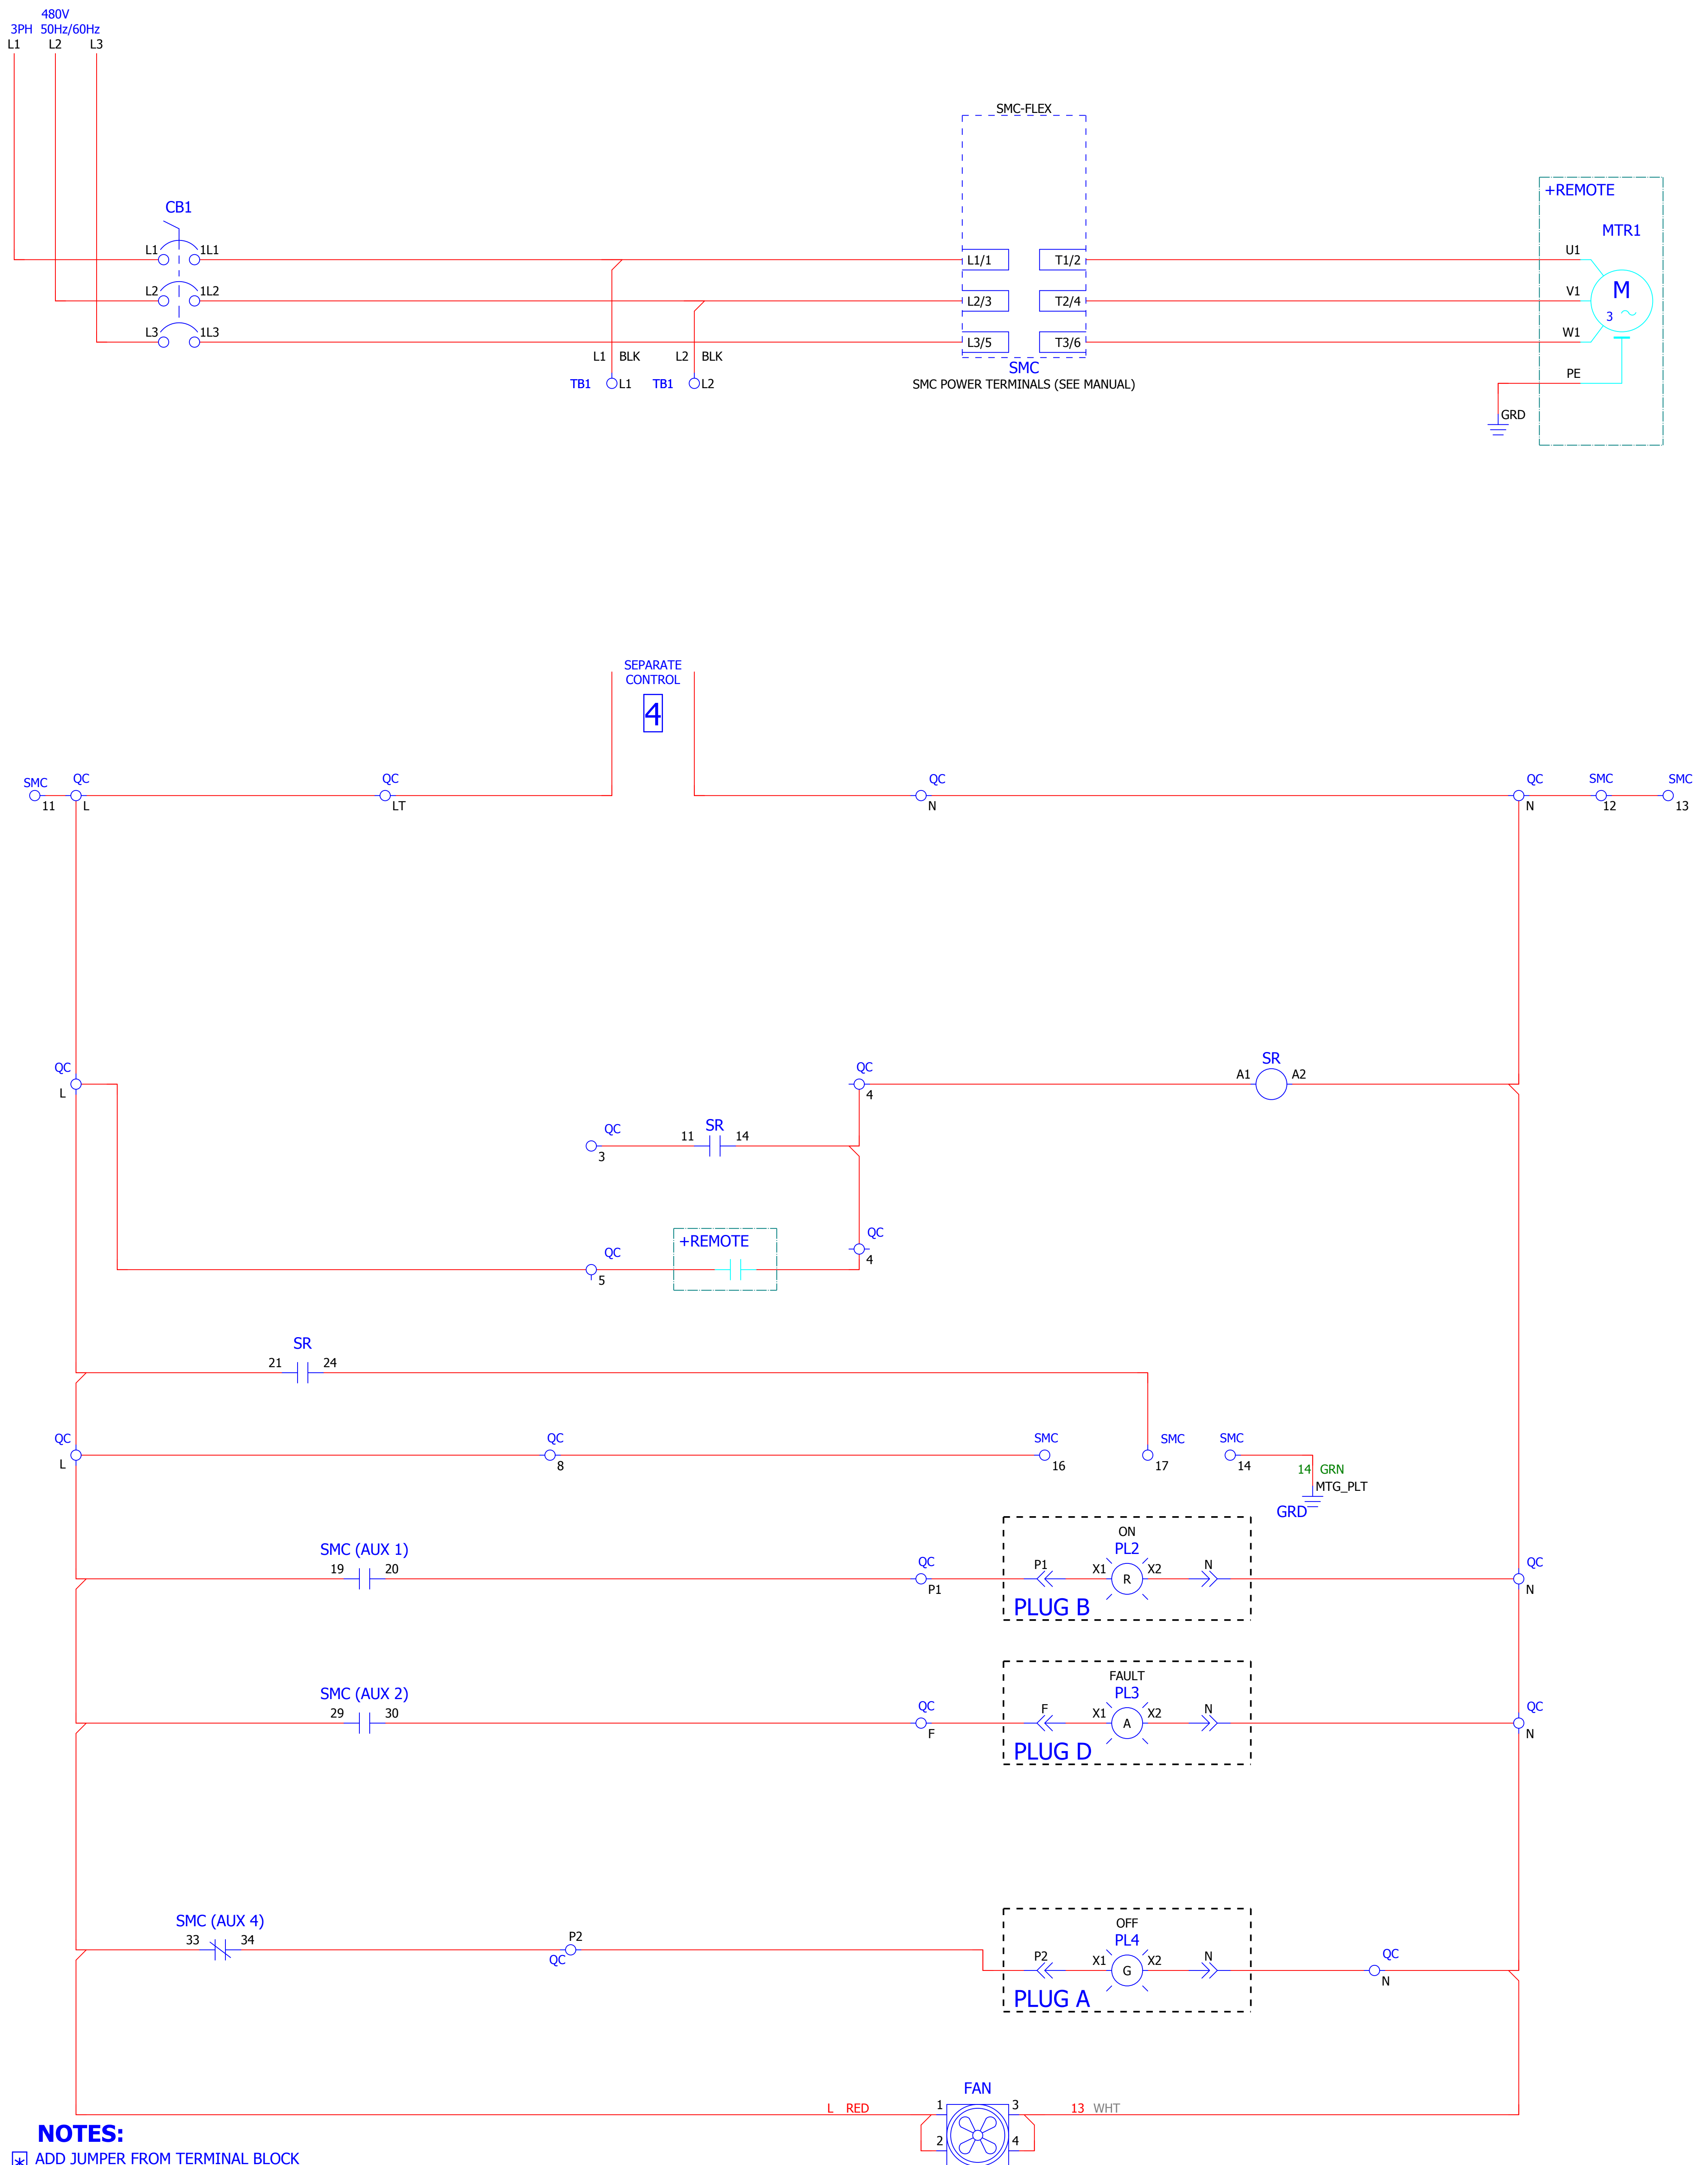 480V
3PH 50Hz/60Hz
L1 L2 L3
SMC-FLEX
+REMOTE
CB1
MTR1
L1 1L1
L1/1 T1/2
U1
L2 1L2
L2/3 T2/4
V1
M
3
L3 1L3
L3/5 T3/6
W1
L1 BLK L2 BLK
SMC
PE
TB1 L1 TB1 L2
SMC POWER TERMINALS (SEE MANUAL)
GRD
SEPARATE
CONTROL
4
SMC QC QC QC QC SMC SMC
11 L LT N N 12 13
QC QC SR
A1 A2
L 4
QC SR
11 14
3
QC
+REMOTE
QC
4
5
SR
21 24
QC QC SMC SMC SMC
L 8 16 17 14
14 GRN
MTG_PLT
GRD
ON
SMC (AUX 1) PL2
19 20 QC P1 X1 X2 N QC
R
P1 N
PLUG B
FAULT
SMC (AUX 2) PL3
29 30 QC F X1 X2 N QC
A
F N
PLUG D
SMC (AUX 4) OFF
33 34 P2 PL4
QC P2 X1 X2 N QC
G
N
PLUG A
FAN
L RED 1 3 13 WHT
NOTES:
2 4
* ADD JUMPER FROM TERMINAL BLOCK